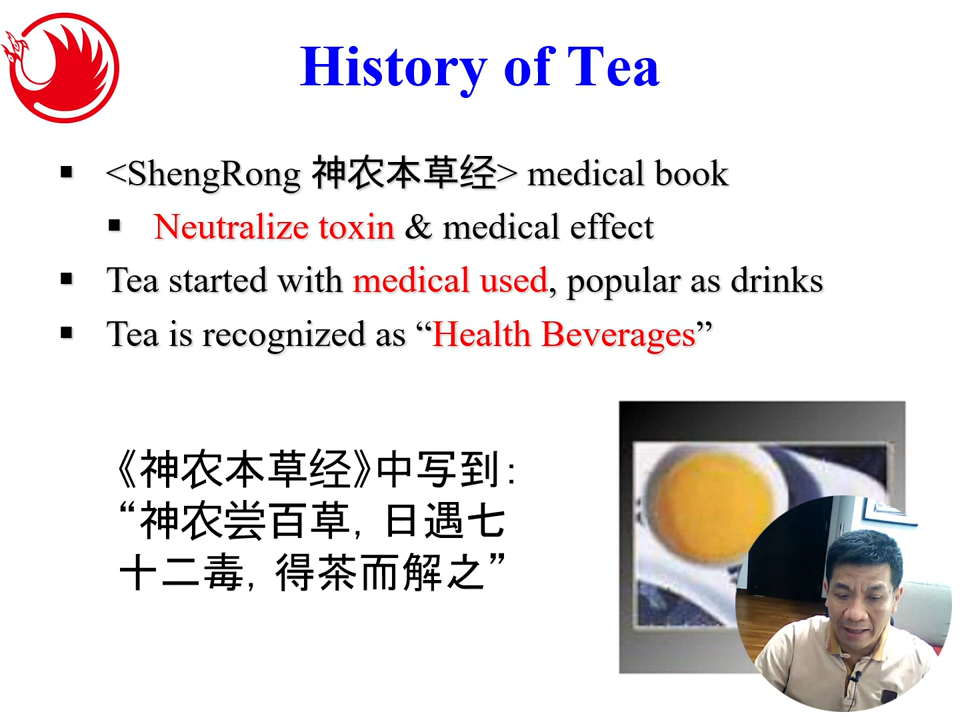 History of Tea
<ShengRong 神农本草经> medical book
Neutralize toxin & medical effect
Tea started with medical used, popular as drinks
Tea is recognized as “Health Beverages”
《神农本草经》中写到：
“神农尝百草，日遇七
十二毒，得茶而解之”